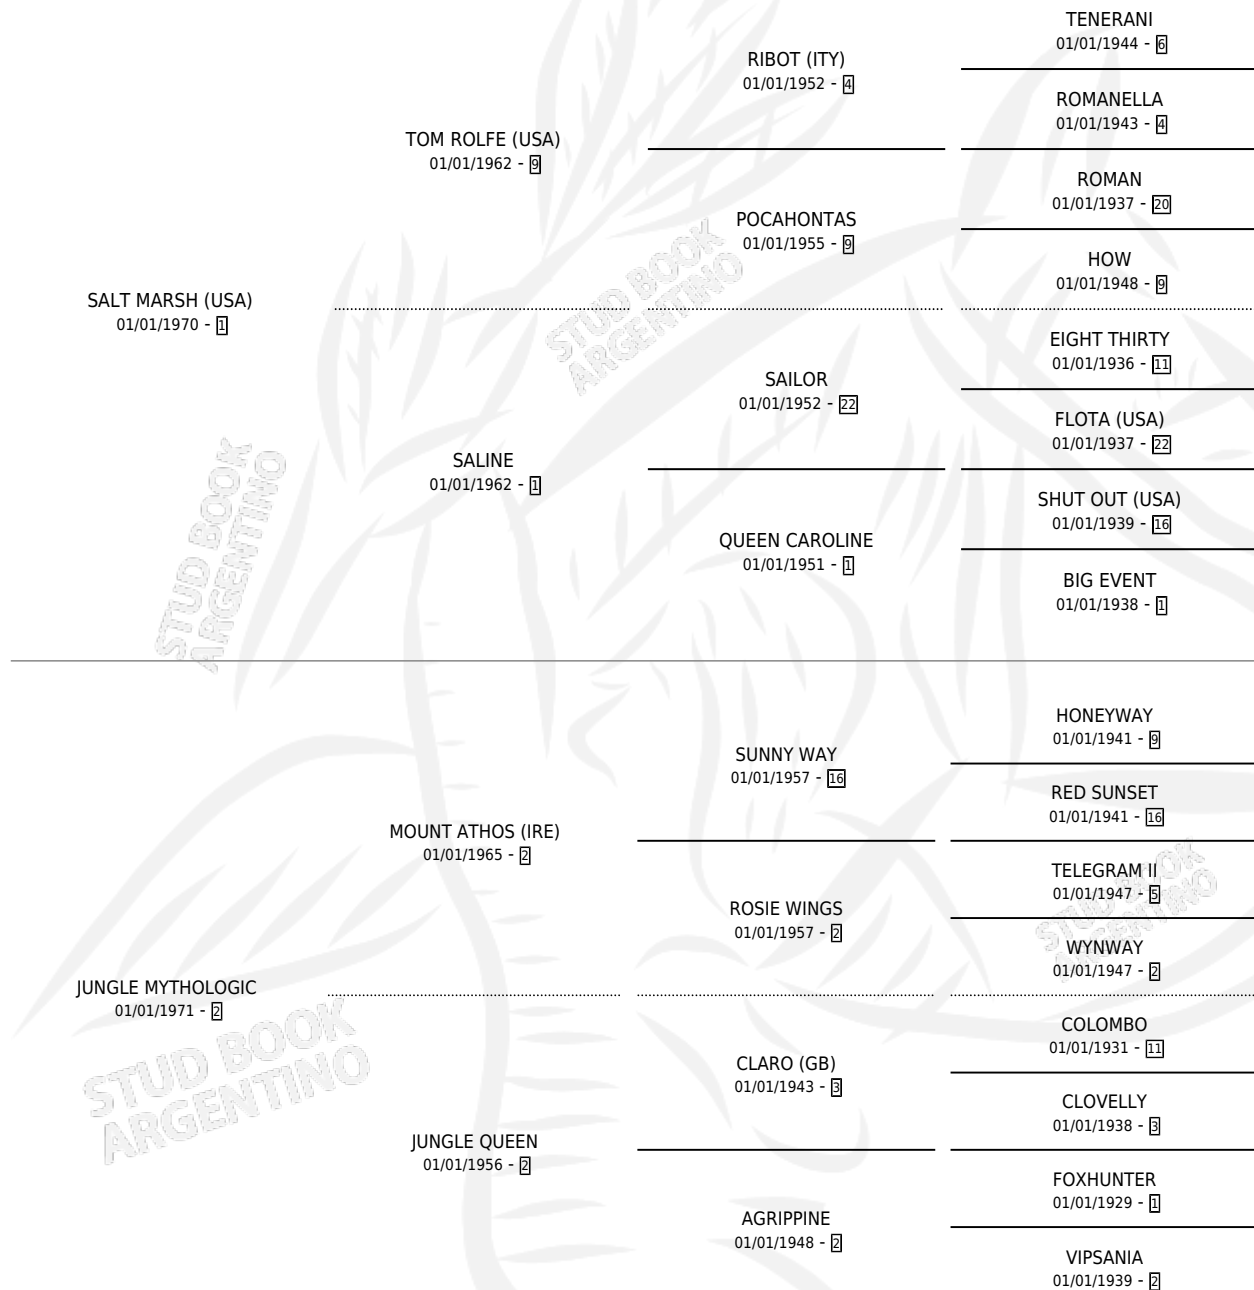 TENERANI
01/01/1944 - 6
RIBOT (ITY)
01/01/1952 - 4
ROMANELLA
01/01/1943 - 4
TOM ROLFE (USA)
01/01/1962 - 9
ROMAN
01/01/1937 - 20
POCAHONTAS
01/01/1955 - 9
HOW
01/01/1948 - 9
SALT MARSH (USA)
01/01/1970 - 1
STUD BOOK
ARGENTINO
EIGHT THIRTY
01/01/1936 - 11
SAILOR
01/01/1952 - 22
FLOTA (USA)
01/01/1937 - 22
SALINE
01/01/1962 - 1
SHUT OUT (USA)
01/01/1939 - 16
QUEEN CAROLINE
01/01/1951 - 1
BIG EVENT
01/01/1938 - 1
STUD BOOK
ARGENTINO
HONEYWAY
01/01/1941 - 9
SUNNY WAY
01/01/1957 - 16
RED SUNSET
01/01/1941 - 16
MOUNT ATHOS (IRE)
01/01/1965 - 2
TELEGRAM II
01/01/1947 - 5
ROSIE WINGS
01/01/1957 - 2
WYNWAY
01/01/1947 - 2
STUD BOOK
ARGENTINO
JUNGLE MYTHOLOGIC
01/01/1971 - 2
COLOMBO
01/01/1931 - 11
CLARO (GB)
01/01/1943 - 3
CLOVELLY
01/01/1938 - 3
STUD BOOK
ARGENTINO
JUNGLE QUEEN
01/01/1956 - 2
FOXHUNTER
01/01/1929 - 1
AGRIPPINE
01/01/1948 - 2
VIPSANIA
01/01/1939 - 2